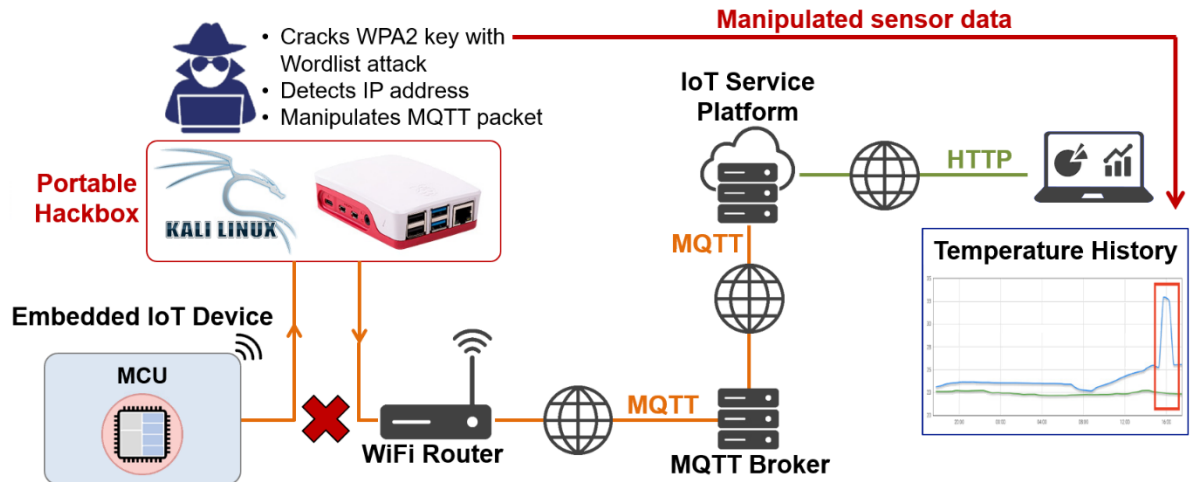 Manipulated sensor data
• Cracks WPA2 key with
Wordlist attack
• Detects IP address
• Manipulates MQTT packet
IoT Service
Platform
HTTP
Portable
Hackbox
KALI LINUX
MQTT
Temperature History
Embedded IoT Device
MCU
WiFi Router
MQTT
MQTT Broker